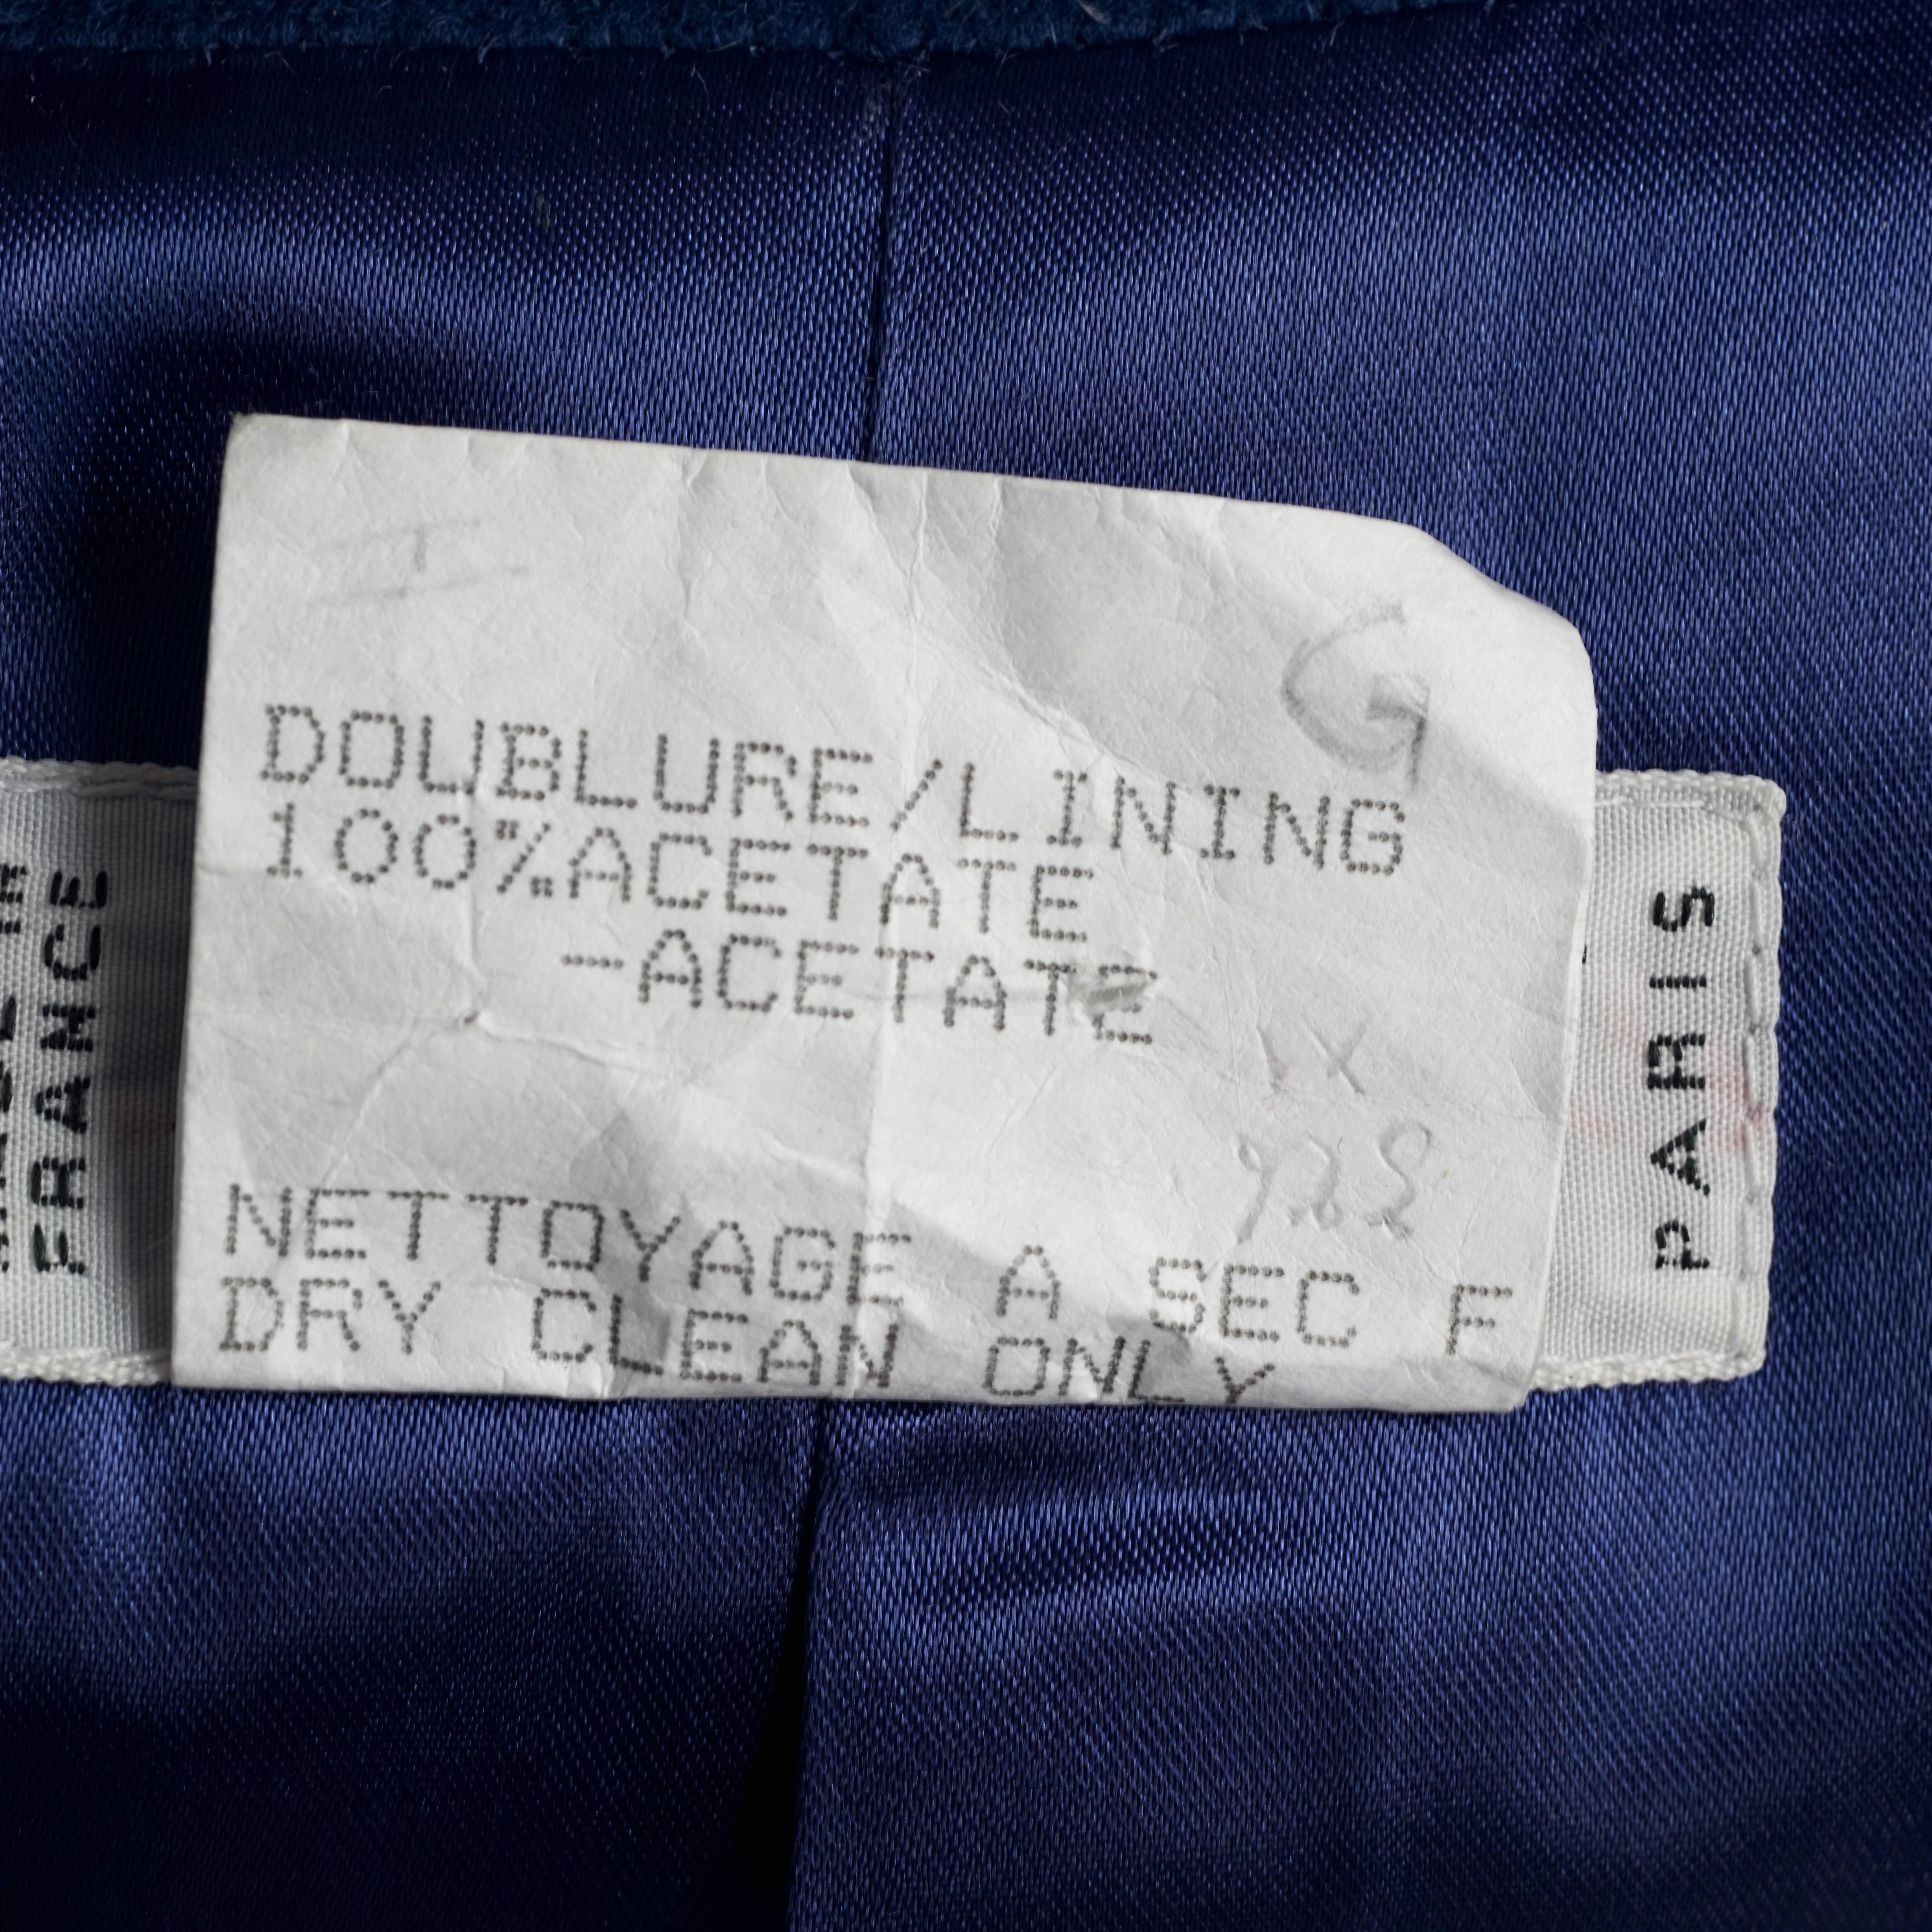 DOUBLURE/LINING
100%ACETATE
-ACETATE
NETTOYAGE A SEC F
DRY CLEAN ONLY
FRANCE
PARIS